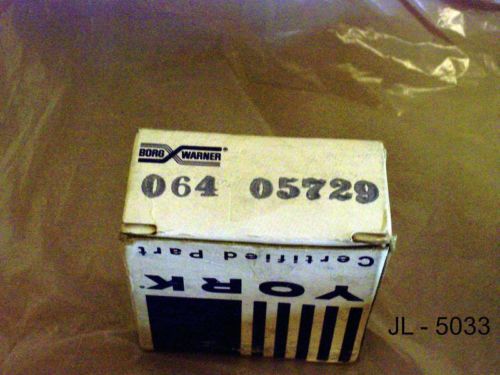 BORG WARNER®
064 05729
Certified Part
YORK
JL - 5033